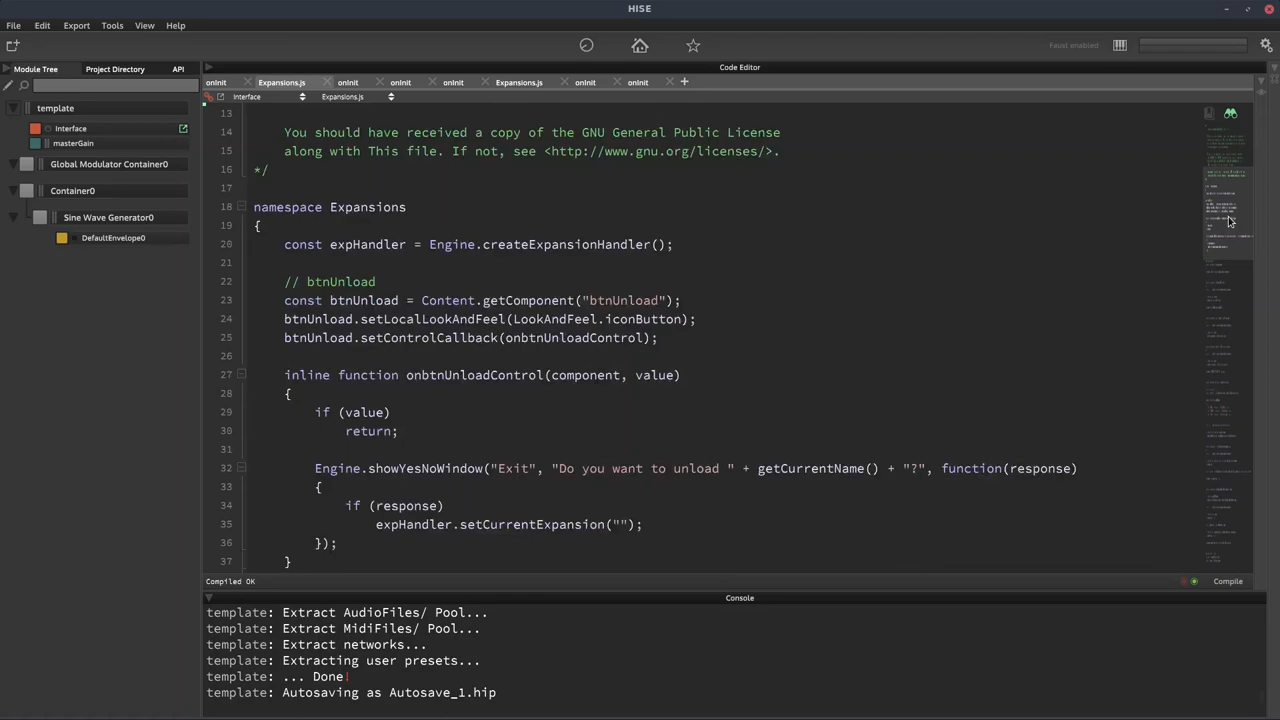 HISE
File Edit Export Tools View Help
Faust enabled
Module Tree Project Directory API
Code Editor
onInit Expansions.js onInit onInit onInit Expansions.js onInit onInit
Interface Expansions.js
template
Interface
masterGain
Global Modulator Container0
Container0
Sine Wave Generator0
DefaultEnvelope0
13
14 You should have received a copy of the GNU General Public License
15 along with This file. If not, see <http://www.gnu.org/licenses/>.
16 */
17
18 namespace Expansions
19 {
20 const expHandler = Engine.createExpansionHandler();
21
22 // btnUnload
23 const btnUnload = Content.getComponent("btnUnload");
24 btnUnload.setLocalLookAndFeel(LookAndFeel.iconButton);
25 btnUnload.setControlCallback(onbtnUnloadControl);
26
27 inline function onbtnUnloadControl(component, value)
28 {
29 if (value)
30 return;
31
32 Engine.showYesNoWindow("Exit", "Do you want to unload " + getCurrentName() + "?", function(response)
33 {
34 if (response)
35 expHandler.setCurrentExpansion("");
36 });
37 }
Compiled OK
Compile
Console
template: Extract AudioFiles/ Pool...
template: Extract MidiFiles/ Pool...
template: Extract networks...
template: Extracting user presets...
template: ... Done!
template: Autosaving as Autosave_1.hip